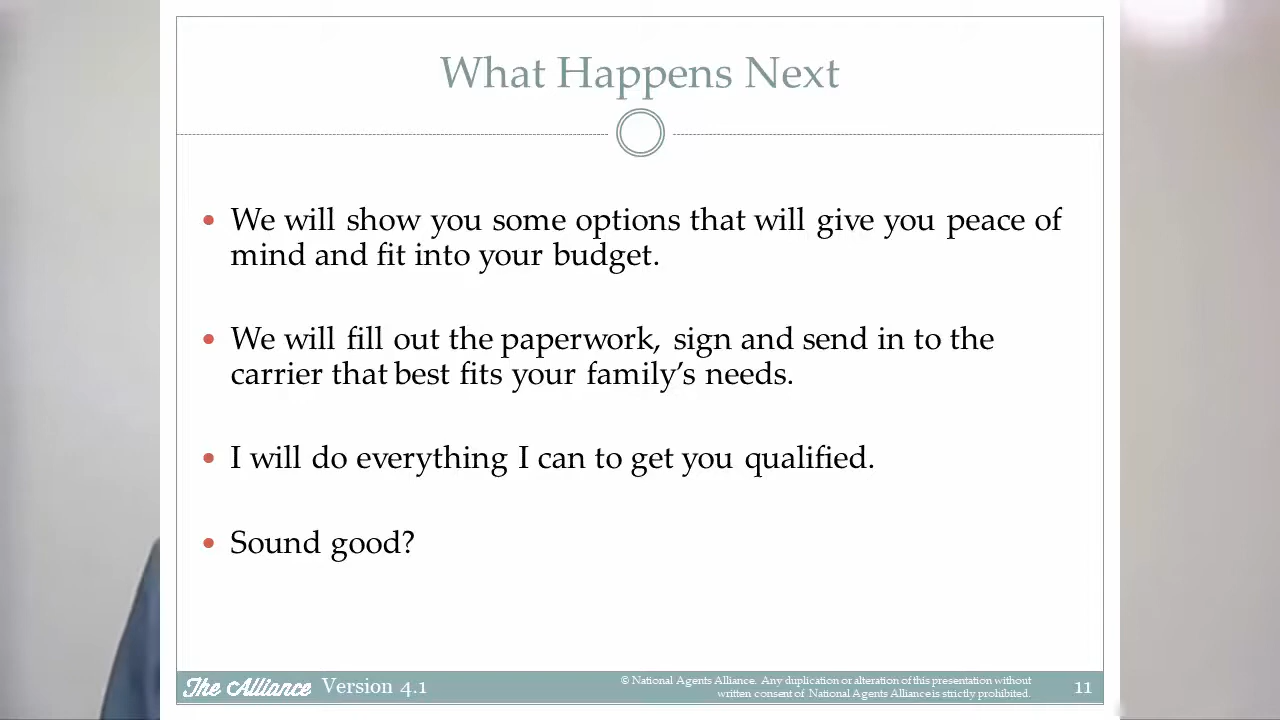 What Happens Next
• We will show you some options that will give you peace of
mind and fit into your budget.
• We will fill out the paperwork, sign and send in to the
carrier that best fits your family’s needs.
• I will do everything I can to get you qualified.
• Sound good?
The Alliance Version 4.1
© National Agents Alliance. Any duplication or alteration of this presentation without
written consent of National Agents Alliance is strictly prohibited.
11